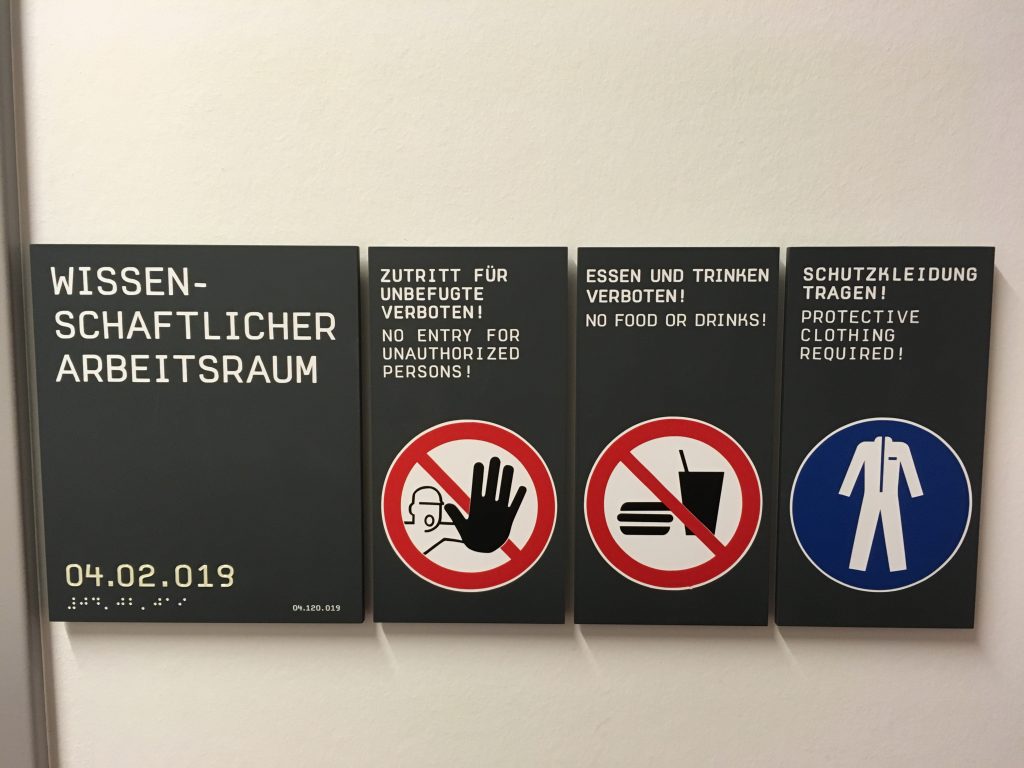 WISSEN-
SCHAFTLICHER
ARBEITSRAUM
04.02.019
04.120.019
ZUTRITT FÜR
UNBEFUGTE
VERBOTEN!
NO ENTRY FOR
UNAUTHORIZED
PERSONS!
ESSEN UND TRINKEN
VERBOTEN!
NO FOOD OR DRINKS!
SCHUTZKLEIDUNG
TRAGEN!
PROTECTIVE
CLOTHING
REQUIRED!